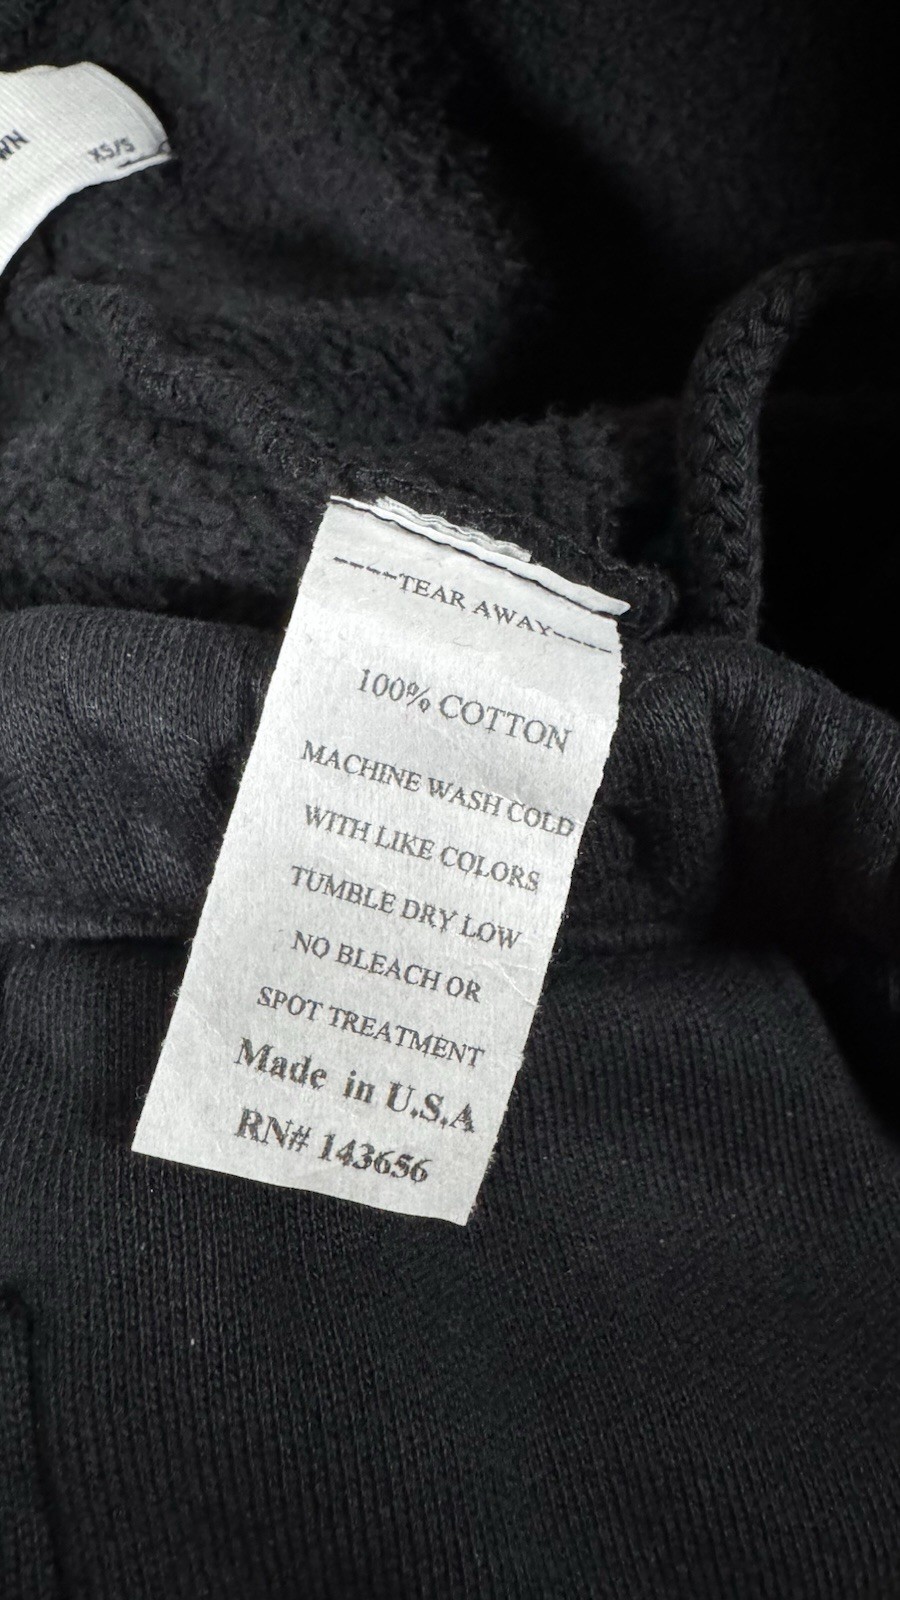 WN
XS/S
----TEAR AWAY----
100% COTTON
MACHINE WASH COLD
WITH LIKE COLORS
TUMBLE DRY LOW
NO BLEACH OR
SPOT TREATMENT
Made in U.S.A
RN# 143656